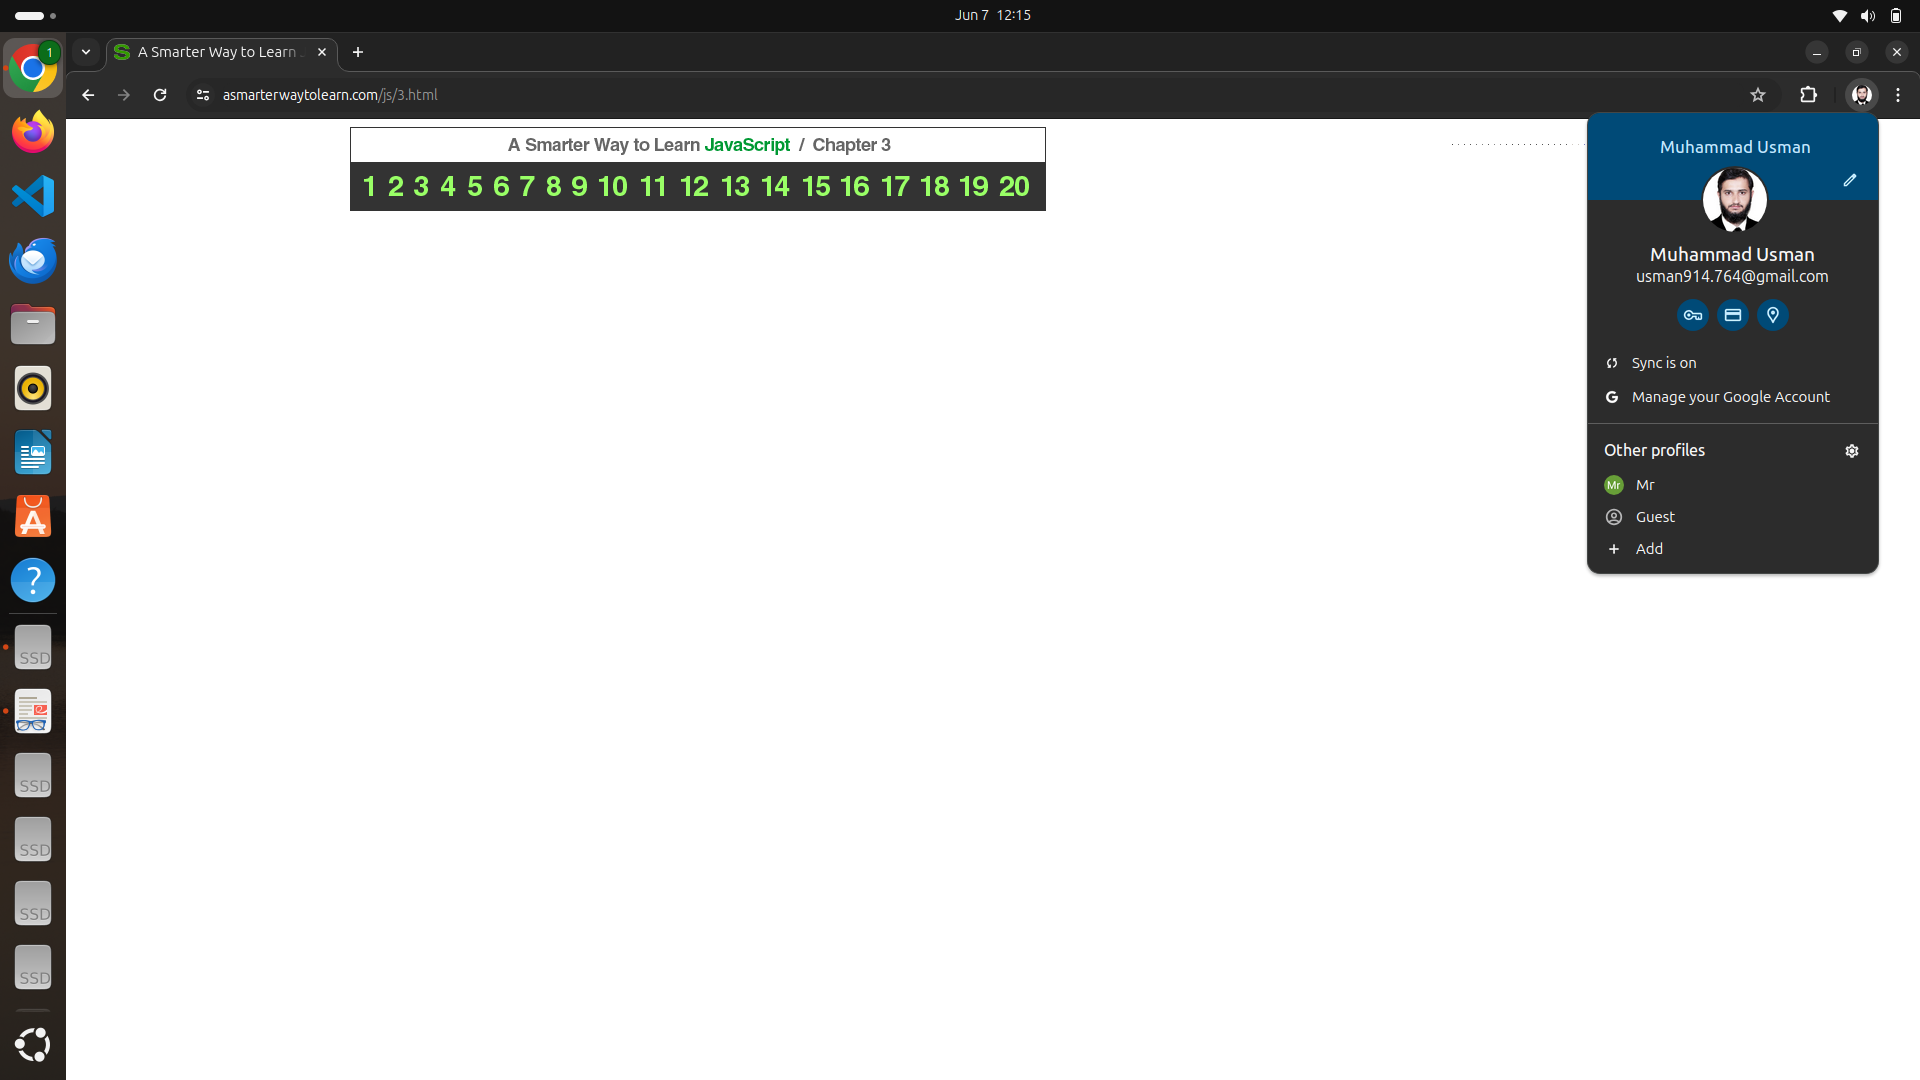 Jun 7 12:15
1
A Smarter Way to Learn
asmarterwaytolearn.com/js/3.html
A Smarter Way to Learn JavaScript / Chapter 3
1 2 3 4 5 6 7 8 9 10 11 12 13 14 15 16 17 18 19 20
Muhammad Usman
Muhammad Usman
usman914.764@gmail.com
Sync is on
Manage your Google Account
Other profiles
Mr Mr
Guest
Add
SSD
SSD
SSD
SSD
SSD